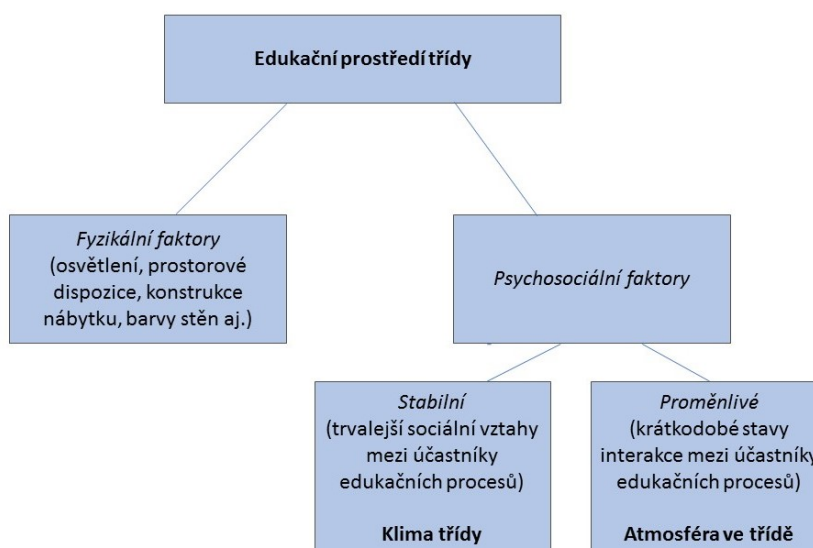 Edukační prostředí třídy
Fyzikální faktory
(osvětlení, prostorové
dispozice, konstrukce
nábytku, barvy stěn aj.)
Psychosociální faktory
Stabilní
(trvalejší sociální vztahy
mezi účastníky
edukačních procesů)
Klima třídy
Proměnlivé
(krátkodobé stavy
interakce mezi účastníky
edukačních procesů)
Atmosféra ve třídě